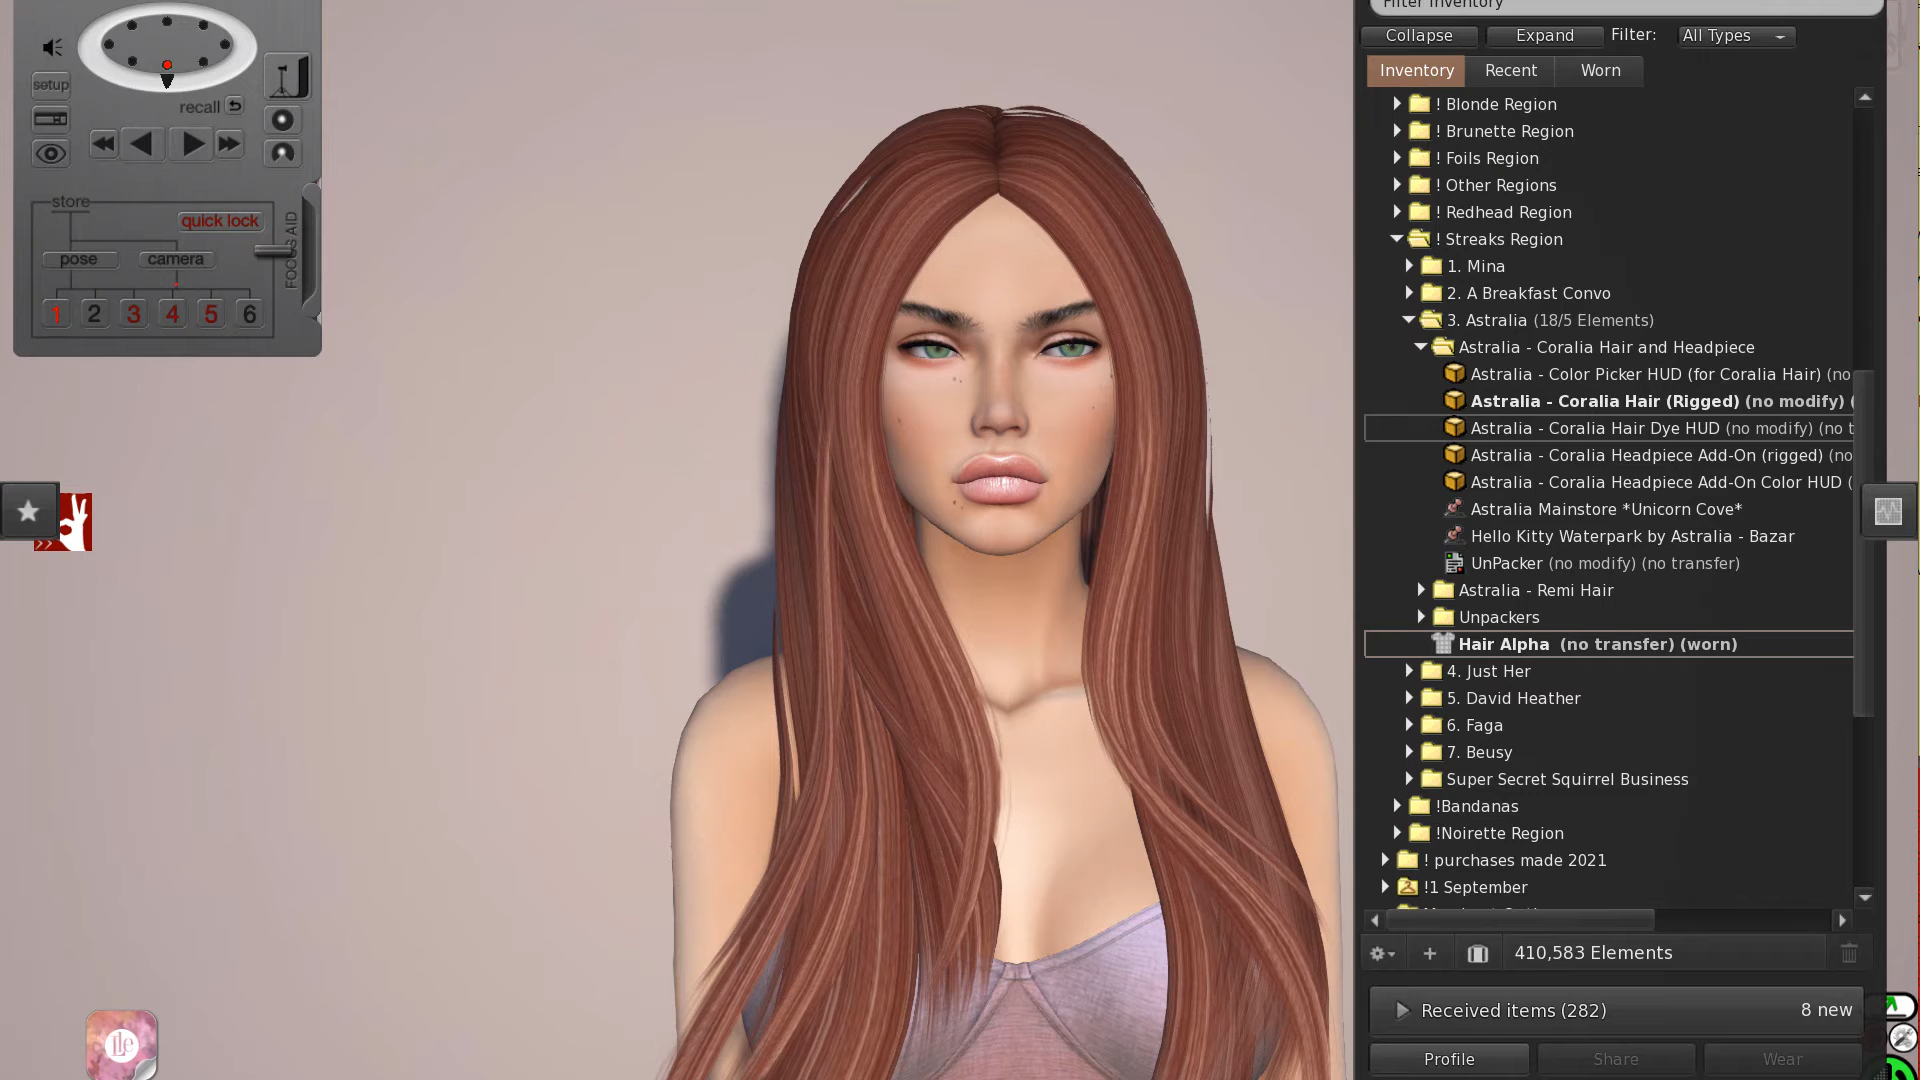 setup
recall
store
quick lock
pose
camera
FOCUS AID
1 2 3 4 5 6
Filter Inventory
Collapse Expand Filter: All Types
Inventory Recent Worn
! Blonde Region
! Brunette Region
! Foils Region
! Other Regions
! Redhead Region
! Streaks Region
1. Mina
2. A Breakfast Convo
3. Astralia (18/5 Elements)
Astralia - Coralia Hair and Headpiece
Astralia - Color Picker HUD (for Coralia Hair) (no
Astralia - Coralia Hair (Rigged) (no modify) (
Astralia - Coralia Hair Dye HUD (no modify) (no t
Astralia - Coralia Headpiece Add-On (rigged) (no
Astralia - Coralia Headpiece Add-On Color HUD (
Astralia Mainstore *Unicorn Cove*
Hello Kitty Waterpark by Astralia - Bazar
UnPacker (no modify) (no transfer)
Astralia - Remi Hair
Unpackers
Hair Alpha (no transfer) (worn)
4. Just Her
5. David Heather
6. Faga
7. Beusy
Super Secret Squirrel Business
!Bandanas
!Noirette Region
! purchases made 2021
!1 September
410,583 Elements
Received items (282) 8 new
Profile Share Wear